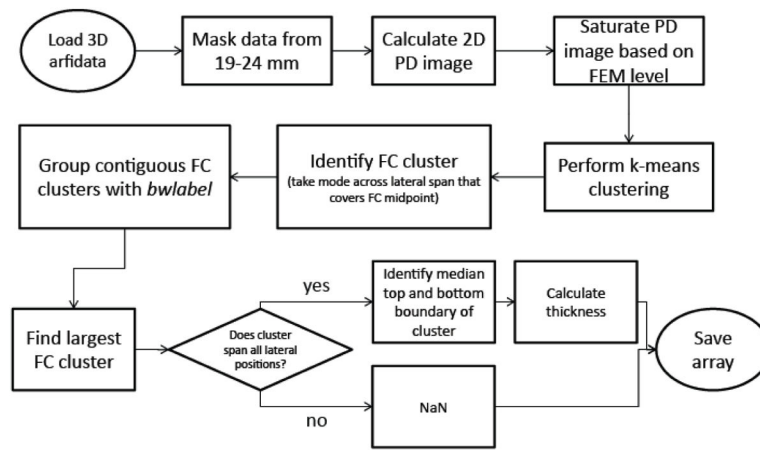 Load 3D
arfidata
Mask data from
19-24 mm
Calculate 2D
PD image
Saturate PD
image based on
FEM level
Group contiguous FC
clusters with bwlabel
Identify FC cluster
(take mode across lateral span that
covers FC midpoint)
Perform k-means
clustering
Find largest
FC cluster
Does cluster
span all lateral
positions?
yes
Identify median
top and bottom
boundary of
cluster
Calculate
thickness
no
NaN
Save
array